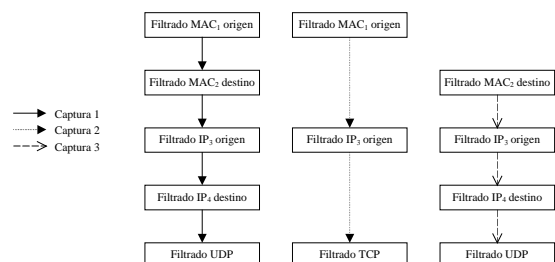 Filtrado MAC₁ origen
Filtrado MAC₁ origen
Filtrado MAC₂ destino
Filtrado MAC₂ destino
Captura 1
Captura 2
Captura 3
Filtrado IP₃ origen
Filtrado IP₃ origen
Filtrado IP₃ origen
Filtrado IP₄ destino
Filtrado IP₄ destino
Filtrado UDP
Filtrado TCP
Filtrado UDP